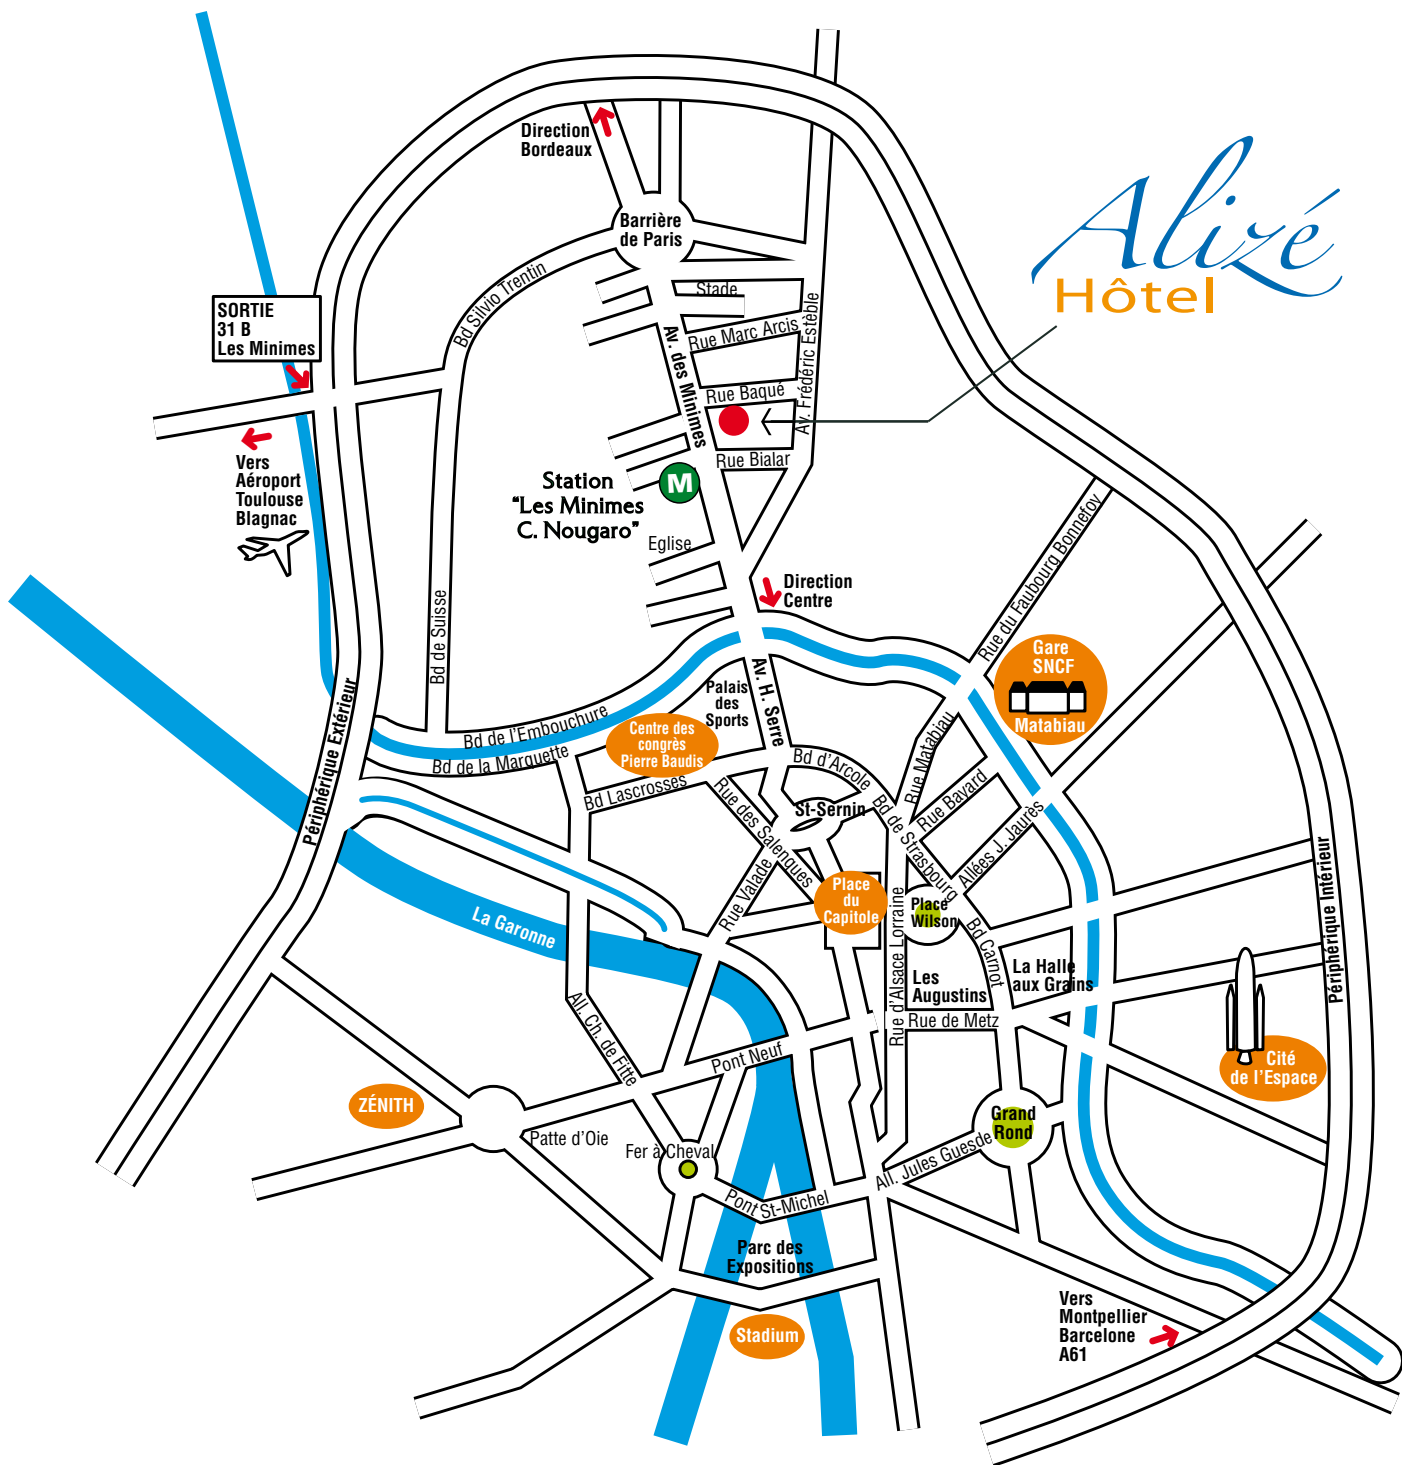 Direction
Bordeaux
Alizé
Hôtel
Barrière
de Paris
Bd Silvio Trentin
Stade
SORTIE
31 B
Les Minimes
Rue Marc Arcis
Av. des Minimes
Av. Frédéric Estèble
Rue Baqué
Rue Bialar
Vers
Aéroport
Toulouse
Blagnac
Station
"Les Minimes
C. Nougaro"
M
Eglise
Direction
Centre
Rue du Faubourg Bonnefoy
Bd de Suisse
Gare
SNCF
Matabiau
Av. H. Serre
Palais
des
Sports
Périphérique Extérieur
Bd de l'Embouchure
Bd de la Marquette
Centre des
congrès
Pierre Baudis
Bd Lascrosses
Bd d'Arcole
Rue Matabiau
Rue Bayard
St-Sernin
Rue des Salenques
Bd de Strasbourg
Allées J. Jaurès
Rue Valade
Place
du
Capitole
Place
Wilson
La Garonne
Bd Carnot
Rue d'Alsace Lorraine
Périphérique Intérieur
Les
Augustins
La Halle
aux Grains
Rue de Metz
All. Ch. de Fitte
Pont Neuf
Cité
de l'Espace
ZÉNITH
Grand
Rond
Patte d'Oie
Fer à Cheval
All. Jules Guesde
Pont St-Michel
Parc des
Expositions
Stadium
Vers
Montpellier
Barcelone
A61